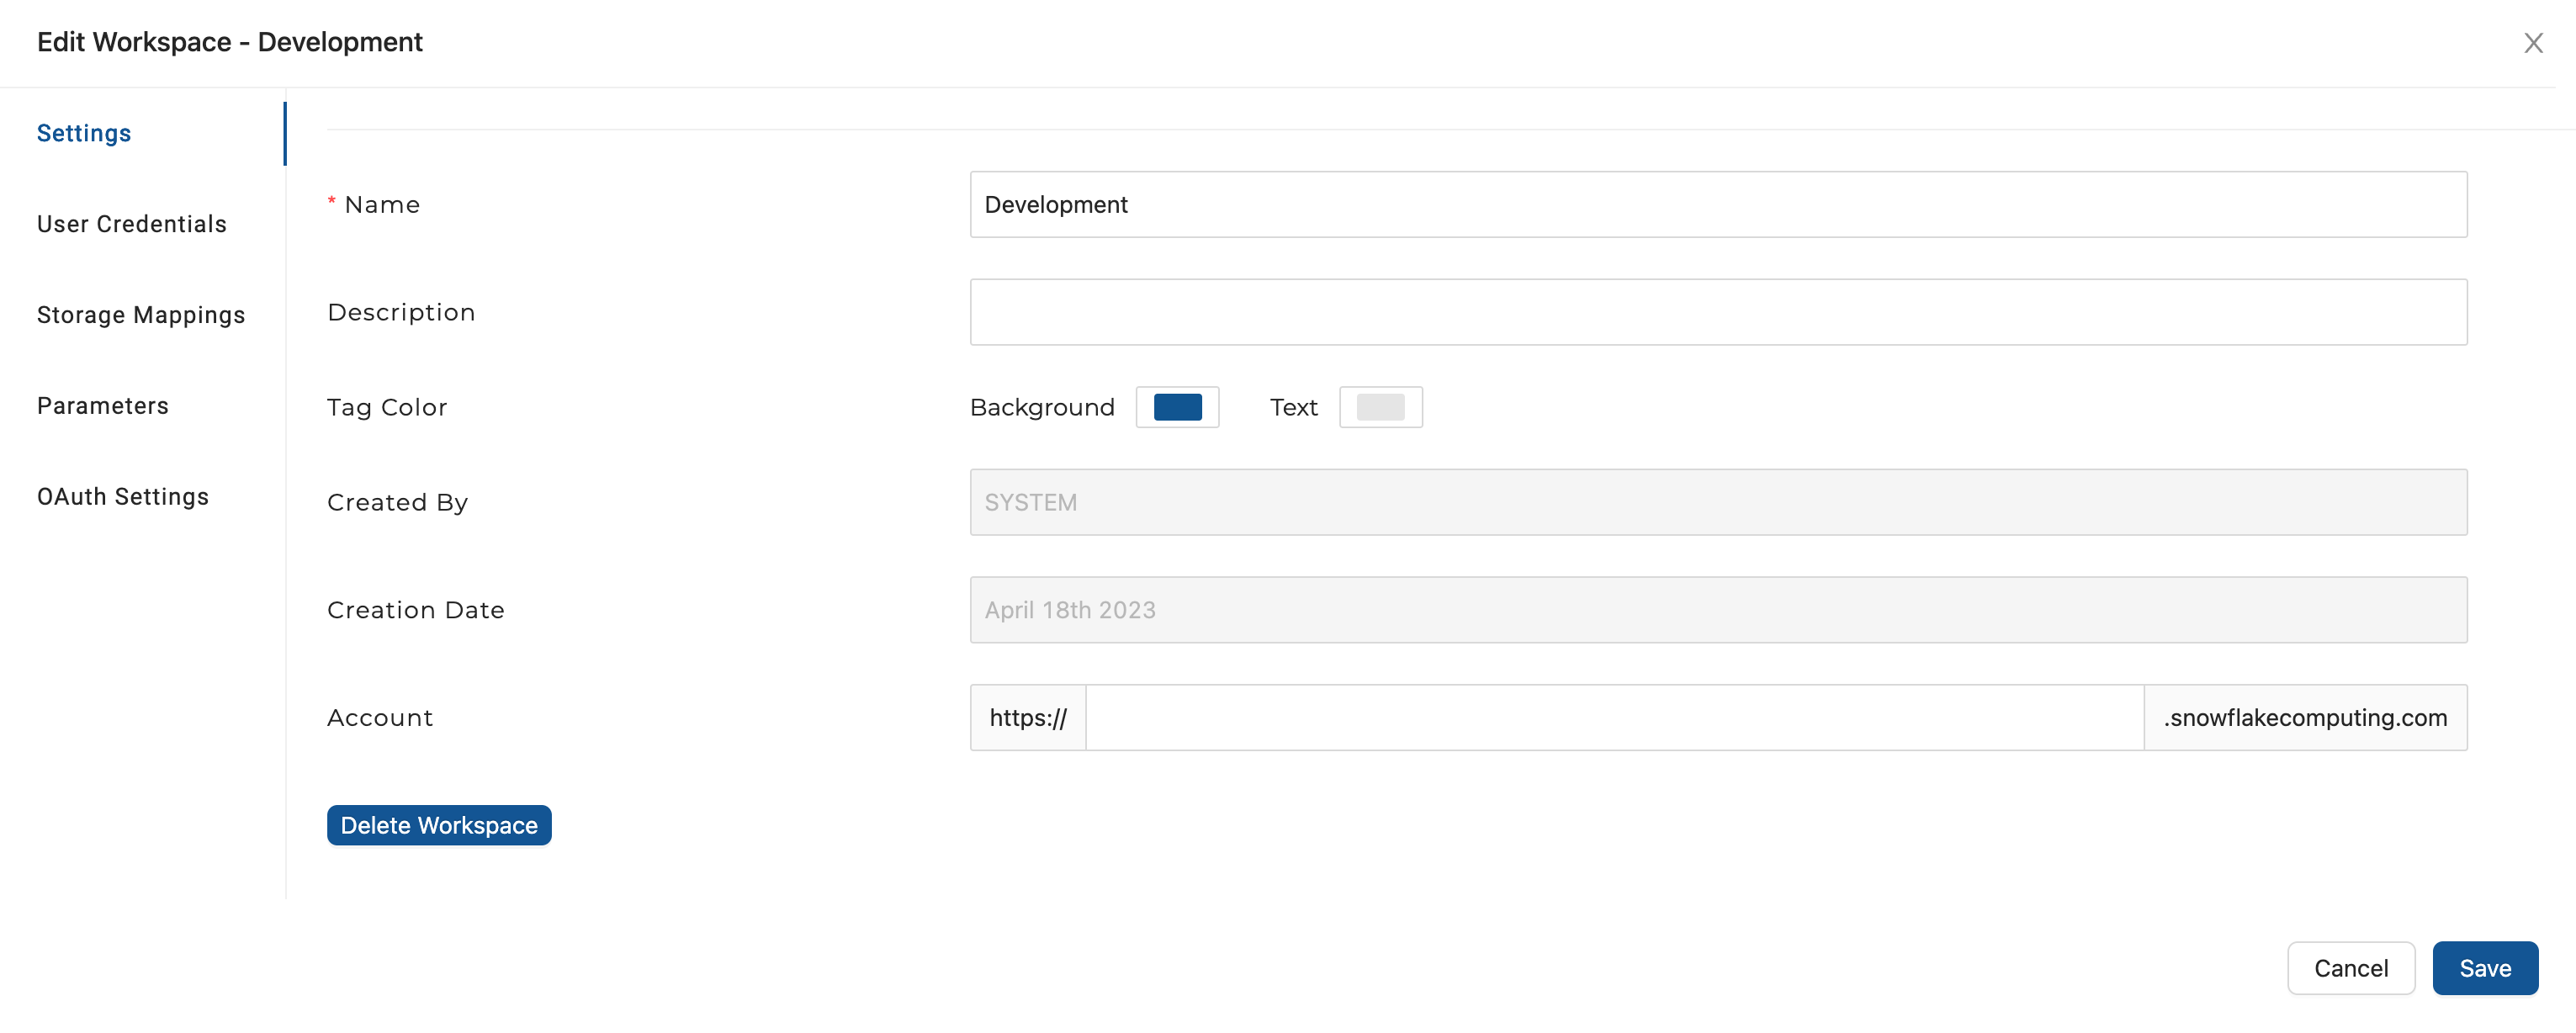 Edit Workspace - Development
Settings
User Credentials
Storage Mappings
Parameters
OAuth Settings
* Name
Development
Description
Tag Color
Background
Text
Created By
SYSTEM
Creation Date
April 18th 2023
Account
https://
.snowflakecomputing.com
Delete Workspace
Cancel
Save